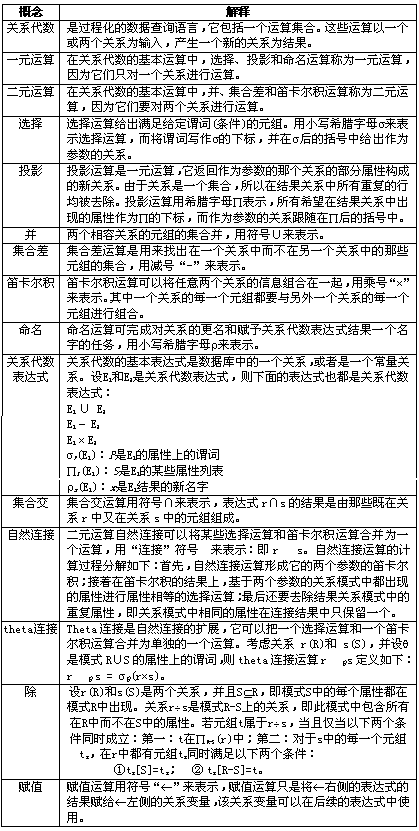 概念 解释
关系代数 是过程化的数据查询语言，它包括一个运算集合。这些运算以一个
或两个关系为输入，产生一个新的关系为结果。
一元运算 在关系代数的基本运算中，选择、投影和命名运算称为一元运算，
因为它们只对一个关系进行运算。
二元运算 在关系代数的基本运算中，并、集合差和笛卡尔积运算称为二元运
算，因为它们要对两个关系进行运算。
选择 选择运算给出满足给定谓词(条件)的元组。用小写希腊字母σ来表
示选择运算，而将谓词写作σ的下标，并在σ后的括号中给出作为
参数的关系。
投影 投影运算是一元运算，它返回作为参数的那个关系的部分属性构成
的新关系。由于关系是一个集合，所以在结果关系中所有重复的行
均被去除。投影运算用希腊字母∏表示，所有希望在结果关系中出
现的属性作为∏的下标，而作为参数的关系跟随在∏后的括号中。
并 两个相容关系的元组的集合并，用符号∪来表示。
集合差 集合差运算是用来找出在一个关系中而不在另一个关系中的那些
元组的集合，用减号“-”来表示。
笛卡尔积 笛卡尔积运算可以将任意两个关系的信息组合在一起，用乘号“×”
来表示。其中一个关系的每一个元组都要与另外一个关系的每一个
元组进行组合。
命名 命名运算可完成对关系的更名和赋予关系代数表达式结果一个名
字的任务，用小写希腊字母ρ来表示。
关系代数 关系代数的基本表达式是数据库中的一个关系，或者是一个常量关
表达式 系。设E₁和E₂是关系代数表达式，则下面的表达式也都是关系代数
表达式：
E₁ ∪ E₂
E₁ － E₂
E₁ × E₂
σₚ(E₁)：P是E₁的属性上的谓词
∏ₛ(E₁)：S是E₁的某些属性列表
ρₓ(E₁)：x是E₁结果的新名字
集合交 集合交运算用符号∩来表示，表达式 r∩s 的结果是由那些既在关
系 r 中又在关系 s 中的元组组成。
自然连接 二元运算自然连接可以将某些选择运算和笛卡尔积运算合并为一
个运算，用“连接”符号 来表示：即 r s。自然连接运算的计
算过程分解如下：首先，自然连接运算形成它的两个参数的笛卡尔
积；接着在笛卡尔积的结果上，基于两个参数的关系模式中都出现
的属性进行属性相等的选择运算；最后还要去除结果关系模式中的
重复属性，即关系模式中相同的属性在连接结果中只保留一个。
theta连接 Theta连接是自然连接的扩展，它可以把一个选择运算和一个笛卡
尔积运算合并为单独的一个运算。考虑关系 r(R)和 s(S)，并设θ
是模式 R∪S 的属性上的谓词,则 theta连接运算 r θs 定义如下：
r θs = σθ(r×s)。
除 设 r(R)和 s(S)是两个关系，并且S⊆R，即模式S中的每个属性都在
模式R中出现。关系r÷s是模式R-S上的关系，即此模式中包含所有
在R中而不在S中的属性。若元组t属于r÷s，当且仅当以下两个条
件同时成立：第一：t在∏R-S(r)中；第二：对于s中的每一个元组
tₛ，在r中都有元组tᵣ同时满足以下两个条件：
①tᵣ[S]=tₛ； ② tᵣ[R-S]=t。
赋值 赋值运算用符号“←”来表示，赋值运算只是将←右侧的表达式的
结果赋给←左侧的关系变量，该关系变量可以在后续的表达式中使
用。